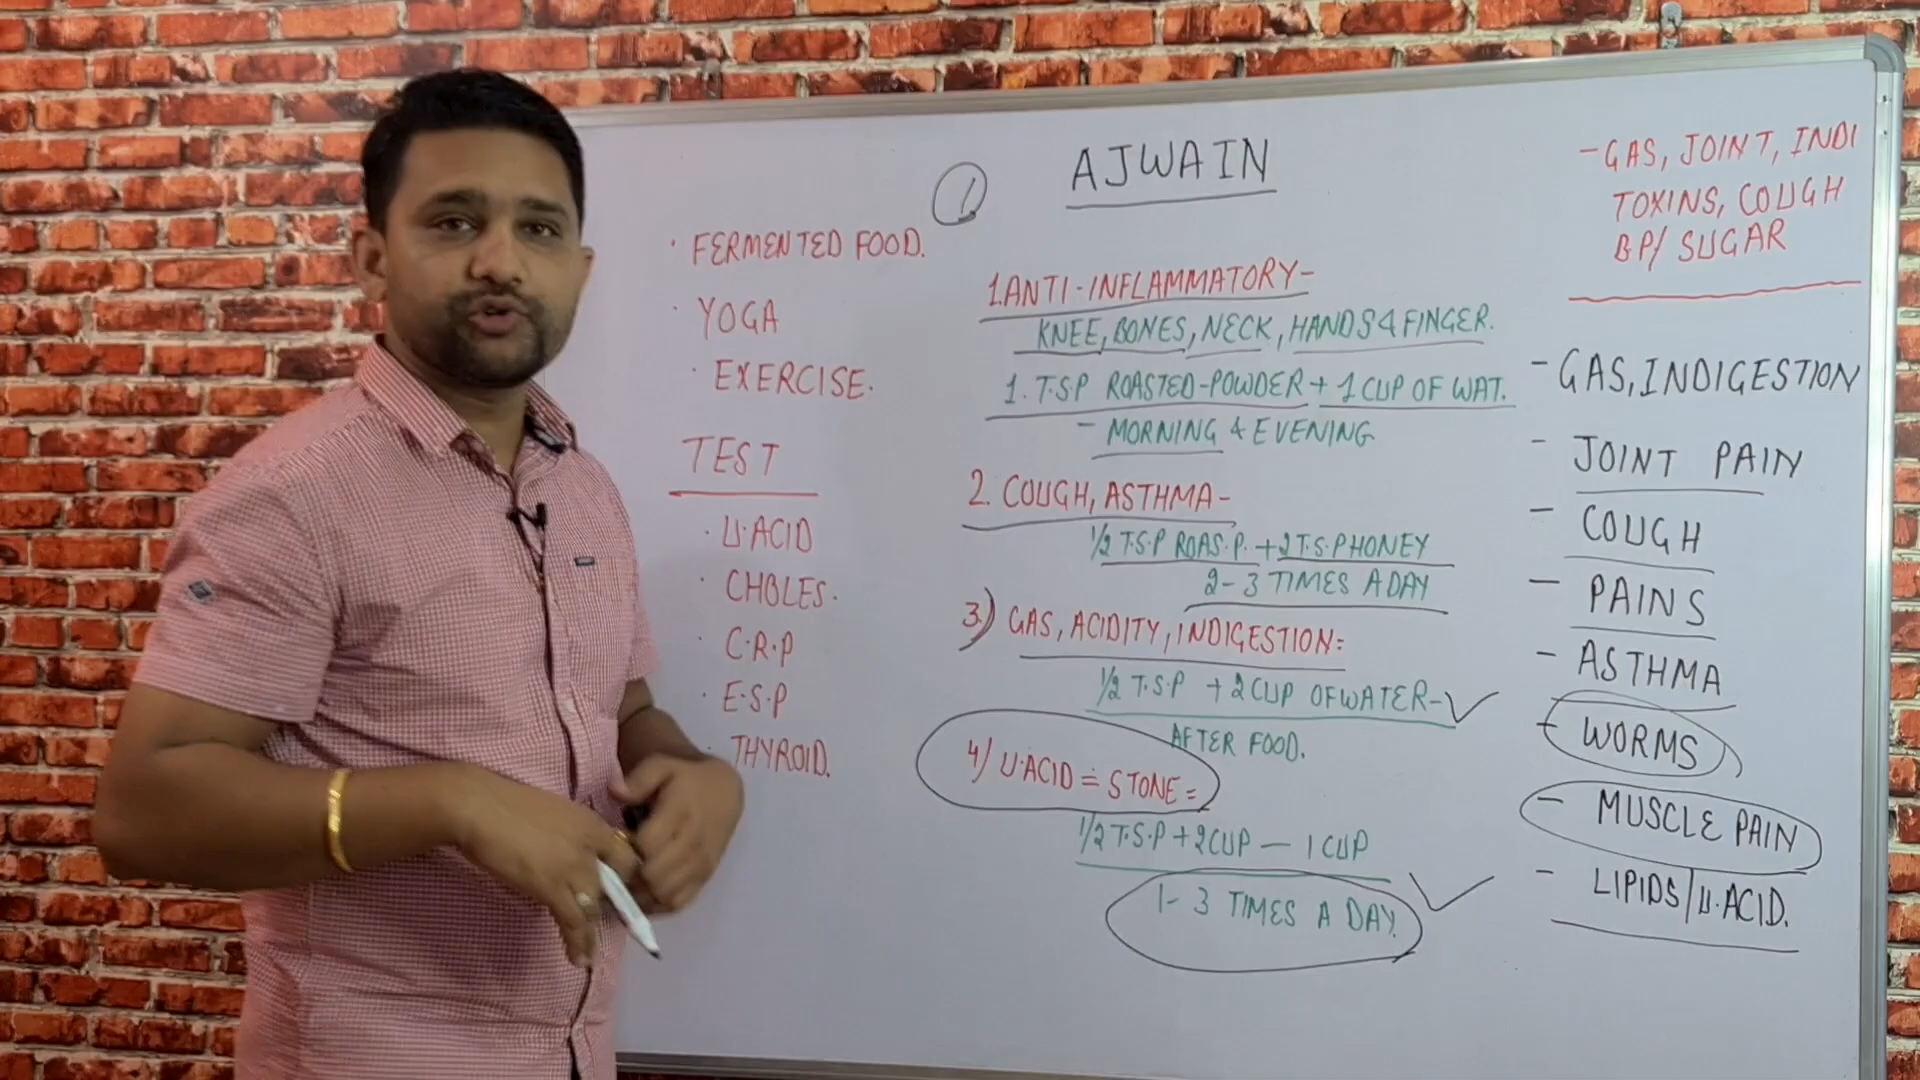 1
AJWAIN
· FERMENTED FOOD.
· YOGA
· EXERCISE.
TEST
· U·ACID
· CHOLES.
· C·R·P
· E·S·P
· THYROID.
1. ANTI-INFLAMMATORY-
KNEE, BONES, NECK, HANDS & FINGER.
1. T.S.P ROASTED-POWDER + 1 CUP OF WAT.
- MORNING & EVENING
2. COUGH, ASTHMA-
1/2 T.S.P ROAS.P. + 2 T.S.P HONEY
2-3 TIMES A DAY
3.) GAS, ACIDITY, INDIGESTION:
1/2 T.S.P + 2 CUP OF WATER-
AFTER FOOD.
4/ U·ACID = STONE =
1/2 T.S.P + 2 CUP — 1 CUP
1-3 TIMES A DAY.
- GAS, JOINT, INDI
TOXINS, COUGH
BP/ SUGAR
- GAS, INDIGESTION
- JOINT PAIN
- COUGH
- PAINS
- ASTHMA
- WORMS
- MUSCLE PAIN
- LIPIDS/U·ACID.